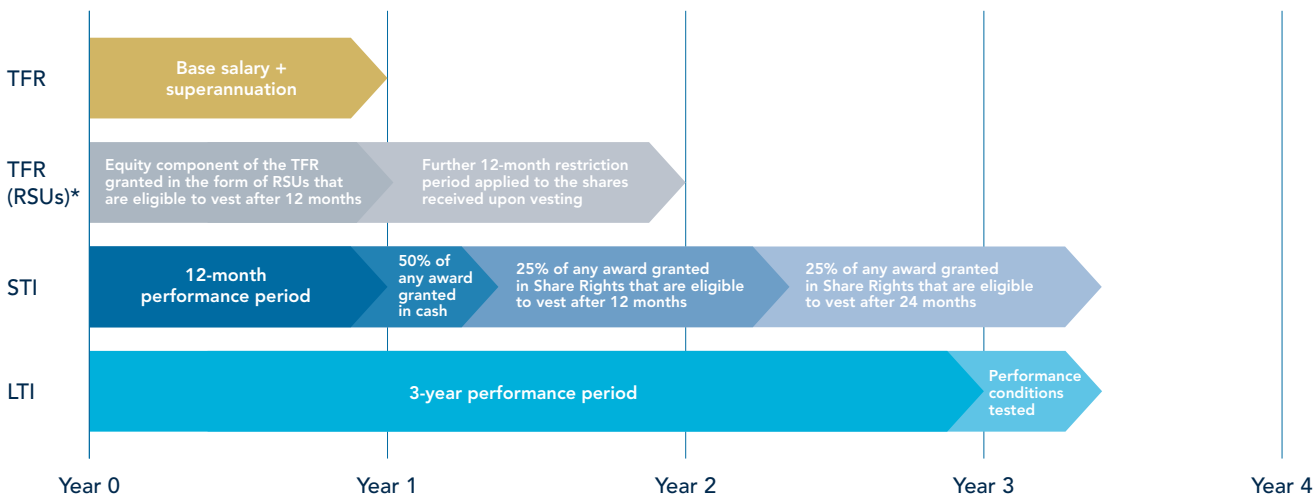 TFR
Base salary +
superannuation
TFR
(RSUs)*
Equity component of the TFR
granted in the form of RSUs that
are eligible to vest after 12 months
Further 12-month restriction
period applied to the shares
received upon vesting
STI
12-month
performance period
50% of
any award
granted
in cash
25% of any award granted
in Share Rights that are eligible
to vest after 12 months
25% of any award granted
in Share Rights that are eligible
to vest after 24 months
LTI
3-year performance period
Performance
conditions
tested
Year 0
Year 1
Year 2
Year 3
Year 4